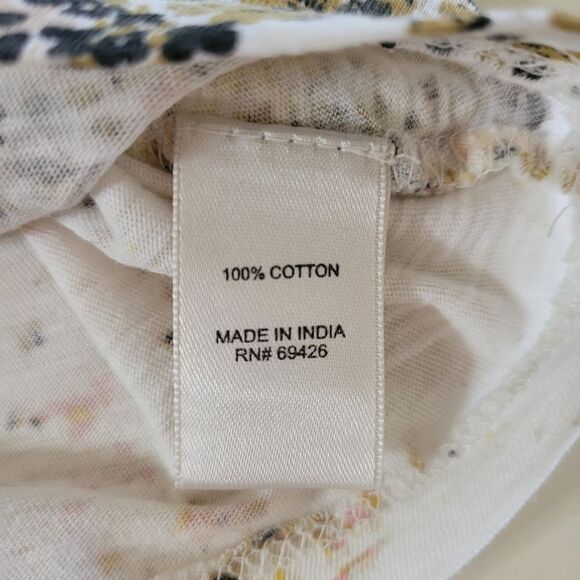 100% COTTON
MADE IN INDIA
RN# 69426